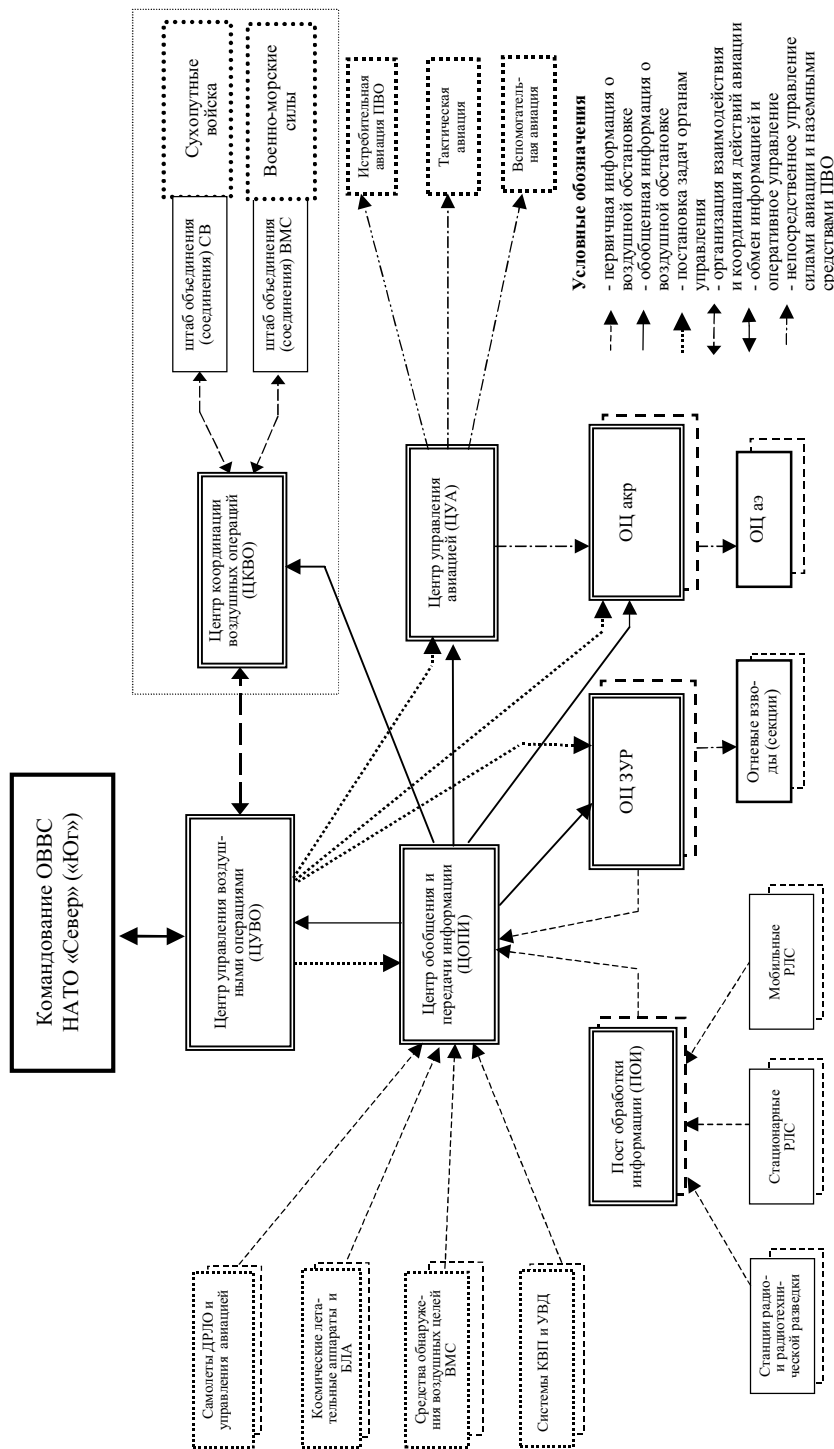 Командование ОВВС
НАТО «Север» («Юг»)
Центр управления воздуш-
ными операциями
(ЦУВО)
Центр координации
воздушных операций
(ЦКВО)
штаб объединения
(соединения) СВ
Сухопутные
войска
штаб объединения
(соединения) ВМС
Военно-морские
силы
Самолеты ДРЛО и
управления авиацией
Космические лета-
тельные аппараты и
БЛА
Средства обнаруже-
ния воздушных целей
ВМС
Системы КВП и УВД
Центр обобщения и
передачи информации
(ЦОПИ)
Центр управления
авиацией (ЦУА)
Истребительная
авиация ПВО
Тактическая
авиация
Вспомогатель-
ная авиация
Пост обработки
информации (ПОИ)
ОЦ ЗУР
ОЦ акр
Станции радио-
и радиотехни-
ческой разведки
Стационарные
РЛС
Мобильные
РЛС
Огневые взво-
ды (секции)
ОЦ аэ
Условные обозначения
- первичная информация о
воздушной обстановке
- обобщенная информация о
воздушной обстановке
- постановка задач органам
управления
- организация взаимодействия
и координация действий авиации
- обмен информацией и
оперативное управление
- непосредственное управление
силами авиации и наземными
средствами ПВО